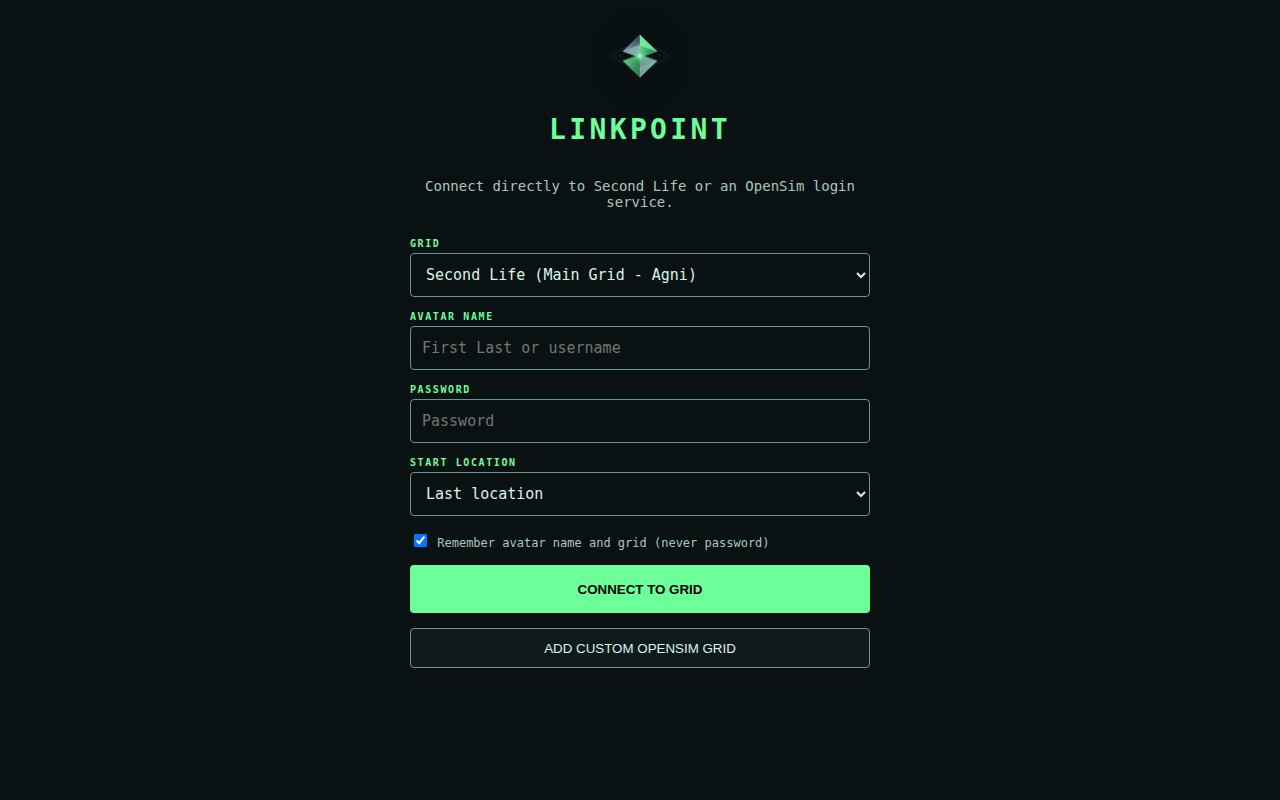 LINKPOINT
Connect directly to Second Life or an OpenSim login
service.
GRID
Second Life (Main Grid - Agni)
AVATAR NAME
First Last or username
PASSWORD
Password
START LOCATION
Last location
Remember avatar name and grid (never password)
CONNECT TO GRID
ADD CUSTOM OPENSIM GRID